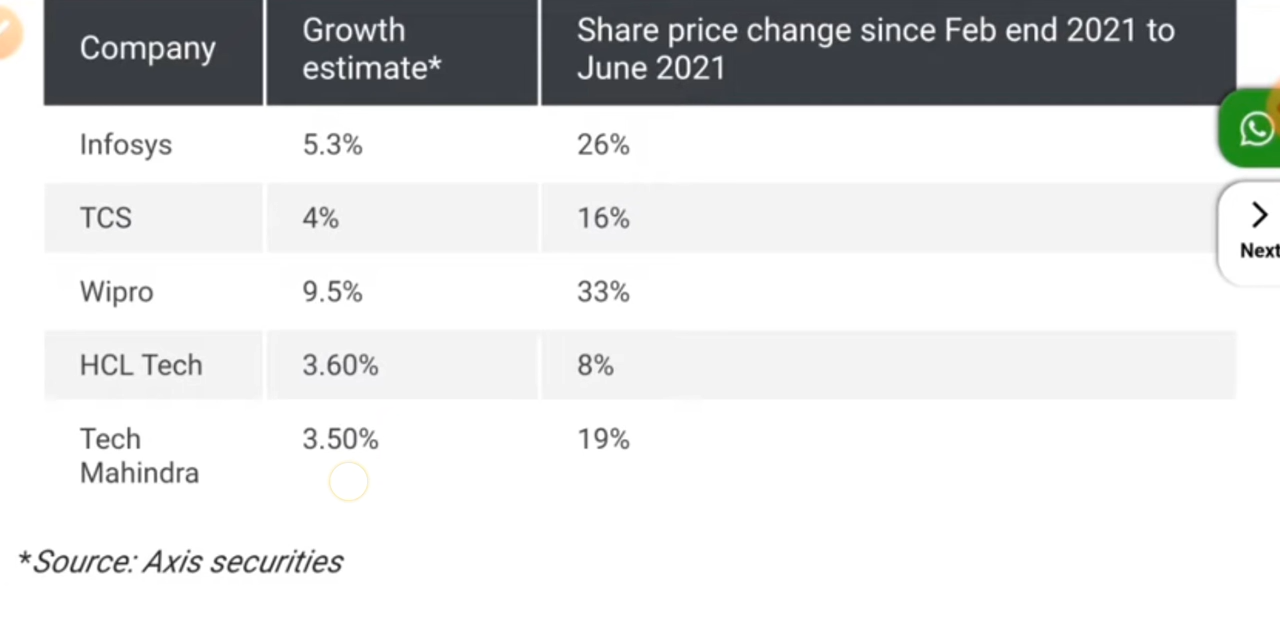 Company
Growth
estimate*
Share price change since Feb end 2021 to
June 2021
Infosys
5.3%
26%
TCS
4%
16%
Wipro
9.5%
33%
HCL Tech
3.60%
8%
Tech
Mahindra
3.50%
19%
*Source: Axis securities
Next